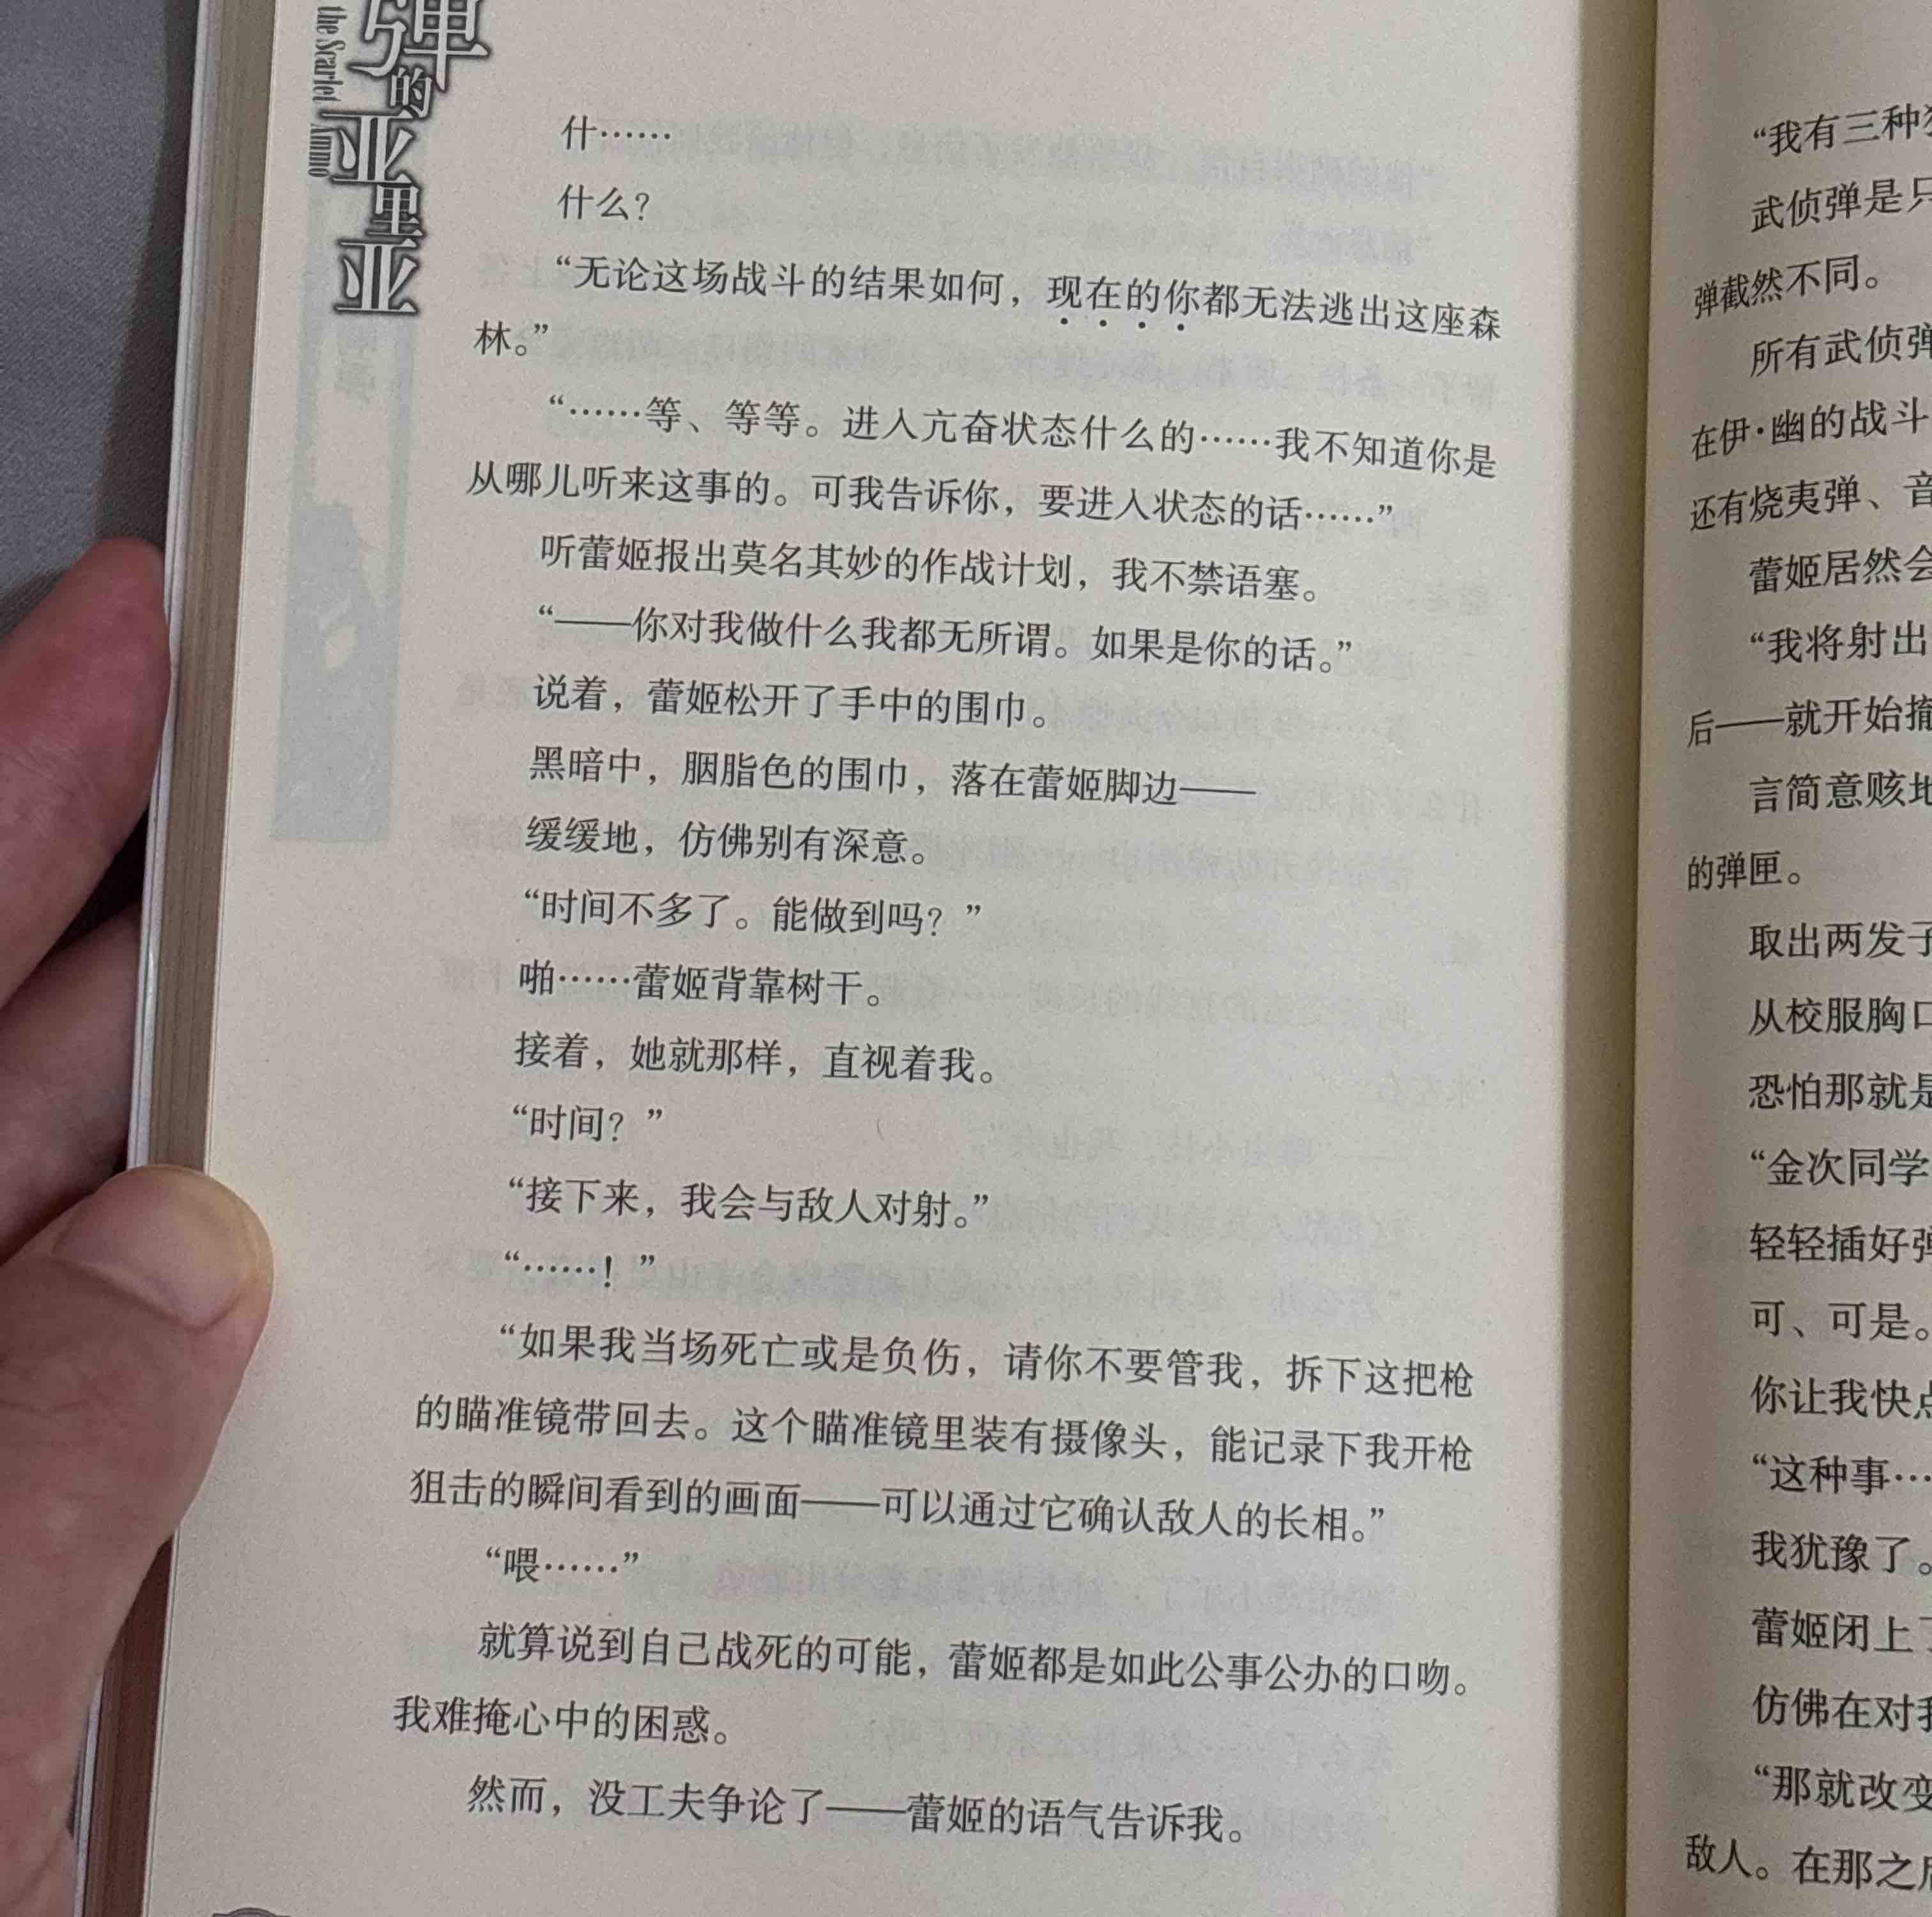 弹的亚里亚
the Scarlet Ammo
什……
什么？
“无论这场战斗的结果如何，现在的你都无法逃出这座森
林。”
“……等、等等。进入亢奋状态什么的……我不知道你是
从哪儿听来这事的。可我告诉你，要进入状态的话……”
听蕾姬报出莫名其妙的作战计划，我不禁语塞。
“——你对我做什么我都无所谓。如果是你的话。”
说着，蕾姬松开了手中的围巾。
黑暗中，胭脂色的围巾，落在蕾姬脚边——
缓缓地，仿佛别有深意。
“时间不多了。能做到吗？”
啪……蕾姬背靠树干。
接着，她就那样，直视着我。
“时间？”
“接下来，我会与敌人对射。”
“……！”
“如果我当场死亡或是负伤，请你不要管我，拆下这把枪
的瞄准镜带回去。这个瞄准镜里装有摄像头，能记录下我开枪
狙击的瞬间看到的画面——可以通过它确认敌人的长相。”
“喂……”
就算说到自己战死的可能，蕾姬都是如此公事公办的口吻。
我难掩心中的困惑。
然而，没工夫争论了——蕾姬的语气告诉我。
“我有三种
武侦弹是只
弹截然不同。
所有武侦弹
在伊·幽的战斗
还有烧夷弹、音
蕾姬居然会
“我将射出
后——就开始撤
言简意赅地
的弹匣。
取出两发子
从校服胸口
恐怕那就是
“金次同学
轻轻插好弹
可、可是。
你让我快点
“这种事…
我犹豫了。
蕾姬闭上了
仿佛在对我
“那就改变
敌人。在那之后